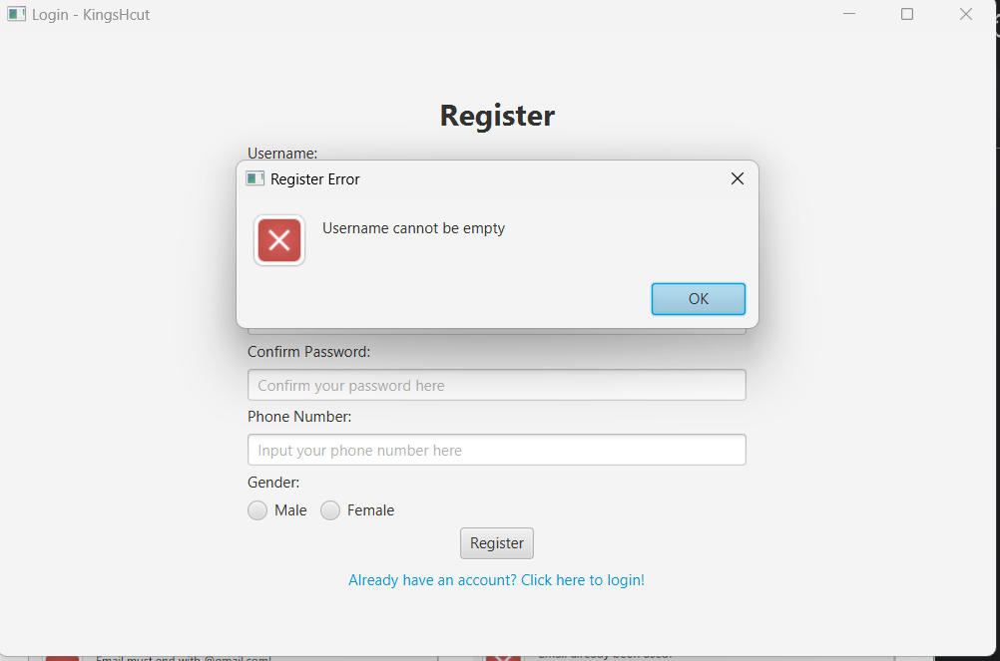 Login - KingsHcut
Register
Username:
Register Error
Username cannot be empty
OK
Confirm Password:
Confirm your password here
Phone Number:
Input your phone number here
Gender:
Male Female
Register
Already have an account? Click here to login!
Email must end with @gmail.com! Email already been used!